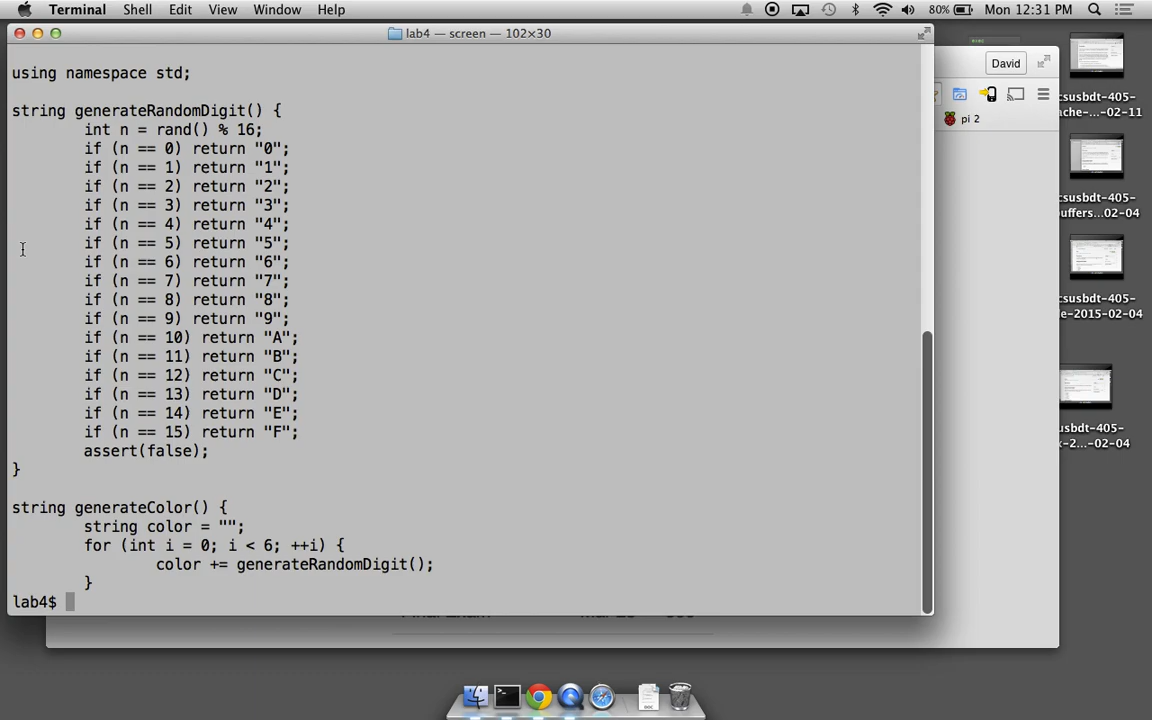 Terminal Shell Edit View Window Help 80% Mon 12:31 PM
lab4 — screen — 102×30
using namespace std;
string generateRandomDigit() {
int n = rand() % 16;
if (n == 0) return "0";
if (n == 1) return "1";
if (n == 2) return "2";
if (n == 3) return "3";
if (n == 4) return "4";
if (n == 5) return "5";
if (n == 6) return "6";
if (n == 7) return "7";
if (n == 8) return "8";
if (n == 9) return "9";
if (n == 10) return "A";
if (n == 11) return "B";
if (n == 12) return "C";
if (n == 13) return "D";
if (n == 14) return "E";
if (n == 15) return "F";
assert(false);
}
string generateColor() {
string color = "";
for (int i = 0; i < 6; ++i) {
color += generateRandomDigit();
}
lab4$
David
pi 2
csusbdt-405-
ache-...-02-11
csusbdt-405-
buffers...02-04
csusbdt-405-
le-2015-02-04
usbdt-405-
x-2...-02-04